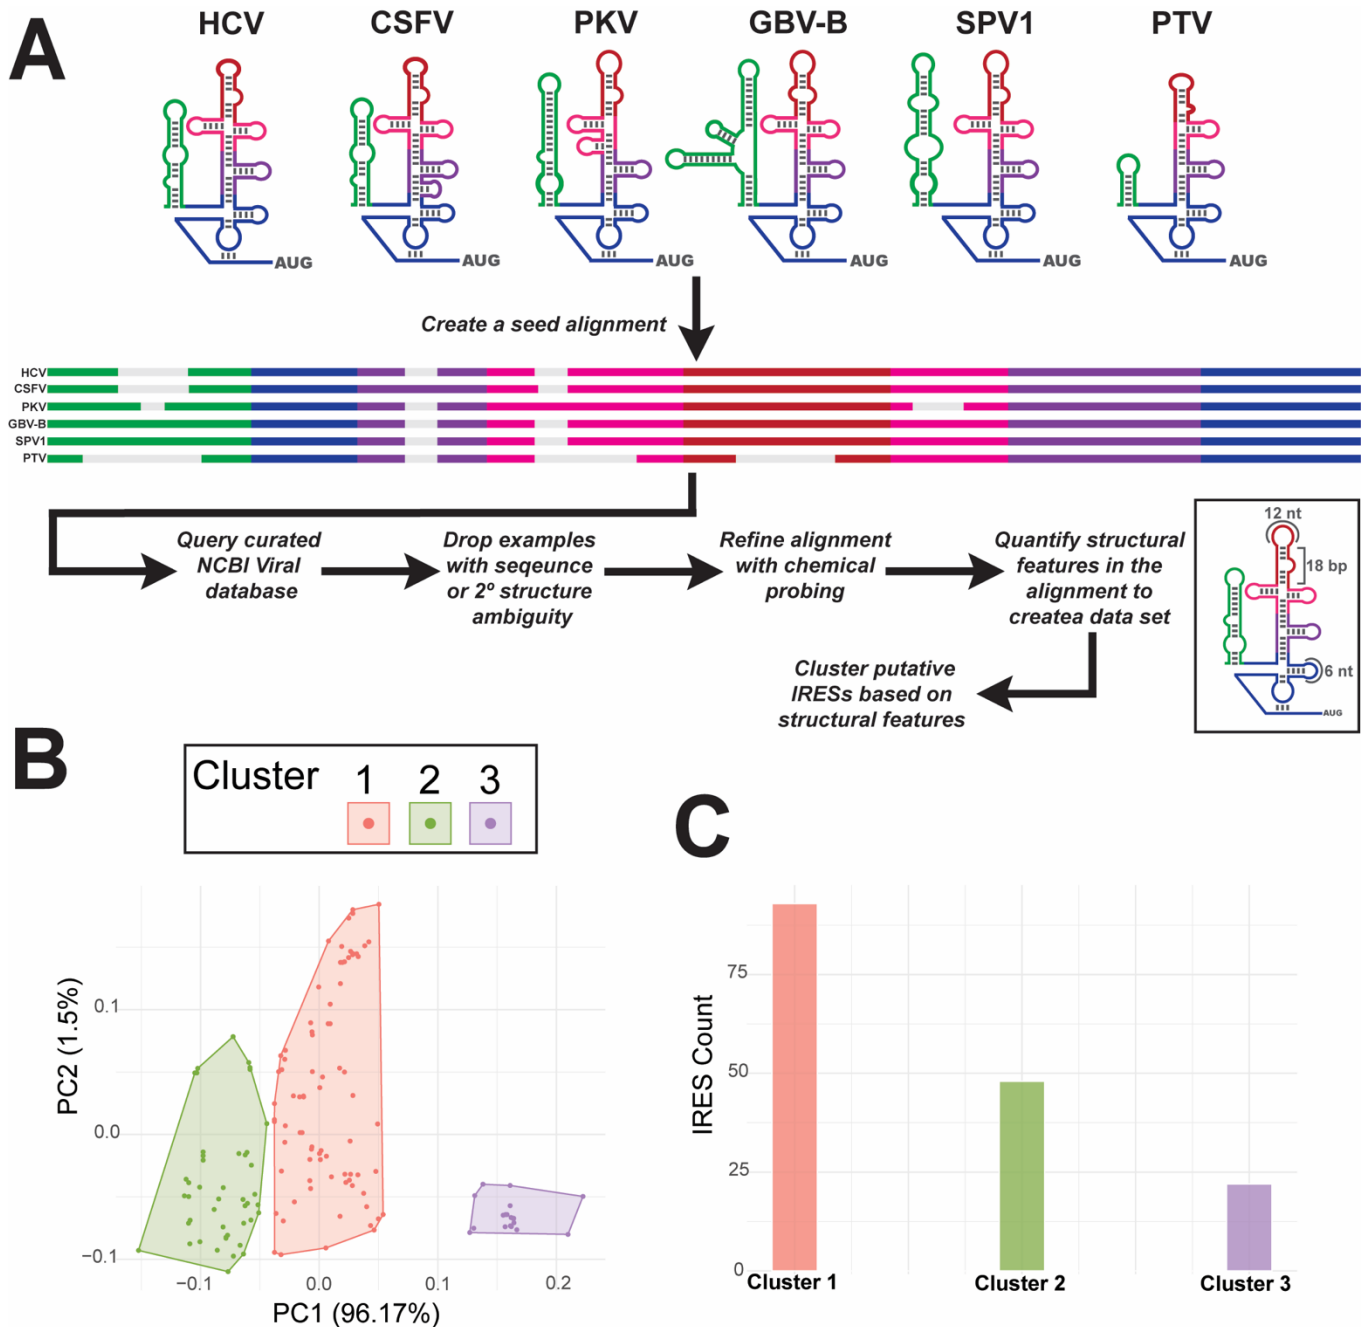 A
HCV CSFV PKV GBV-B SPV1 PTV
AUG AUG AUG AUG AUG AUG
Create a seed alignment
HCV
CSFV
PKV
GBV-B
SPV1
PTV
Query curated
NCBI Viral
database
Drop examples
with seqeunce
or 2º structure
ambiguity
Refine alignment
with chemical
probing
Quantify structural
features in the
alignment to
createa data set
Cluster putative
IRESs based on
structural features
12 nt
18 bp
6 nt
AUG
B
Cluster 1 2 3
PC2 (1.5%)
0.1
0.0
−0.1
−0.1 0.0 0.1 0.2
PC1 (96.17%)
C
IRES Count
75
50
25
0
Cluster 1 Cluster 2 Cluster 3